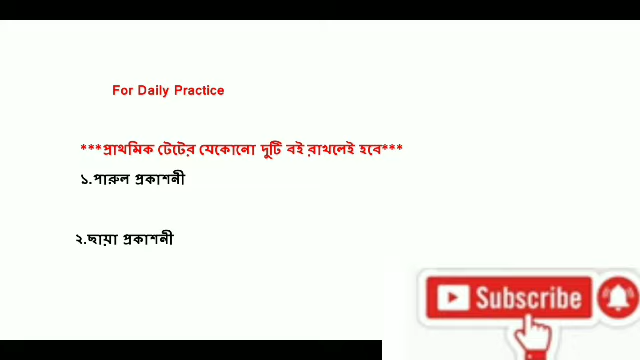 For Daily Practice
***প্রাথমিক টেটের যেকোনো দুটি বই রাখলেই হবে***
১.পারুল প্রকাশনী
২.ছায়া প্রকাশনী
Subscribe